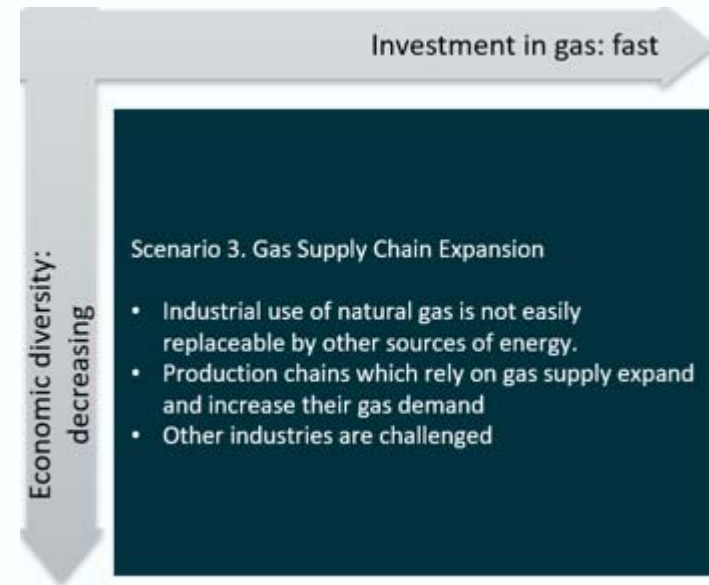 Investment in gas: fast
Economic diversity:
decreasing
Scenario 3. Gas Supply Chain Expansion
• Industrial use of natural gas is not easily
replaceable by other sources of energy.
• Production chains which rely on gas supply expand
and increase their gas demand
• Other industries are challenged